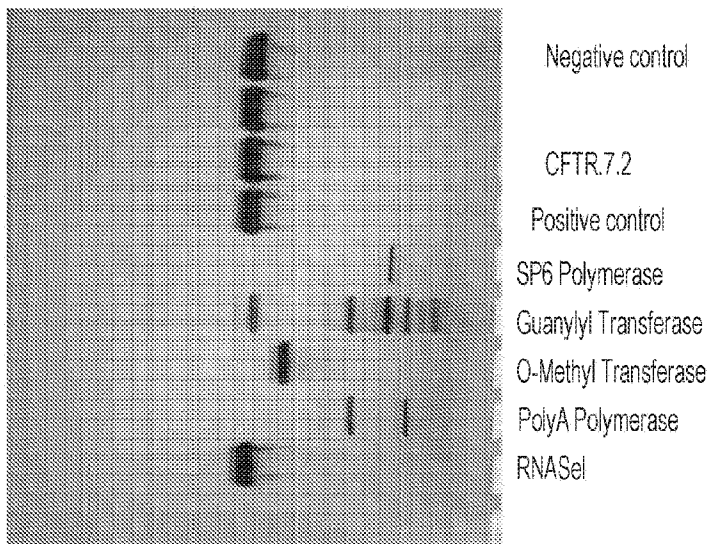 Negative control
CFTR.7.2
Positive control
SP6 Polymerase
Guanylyl Transferase
O-Methyl Transferase
PolyA Polymerase
RNASeI